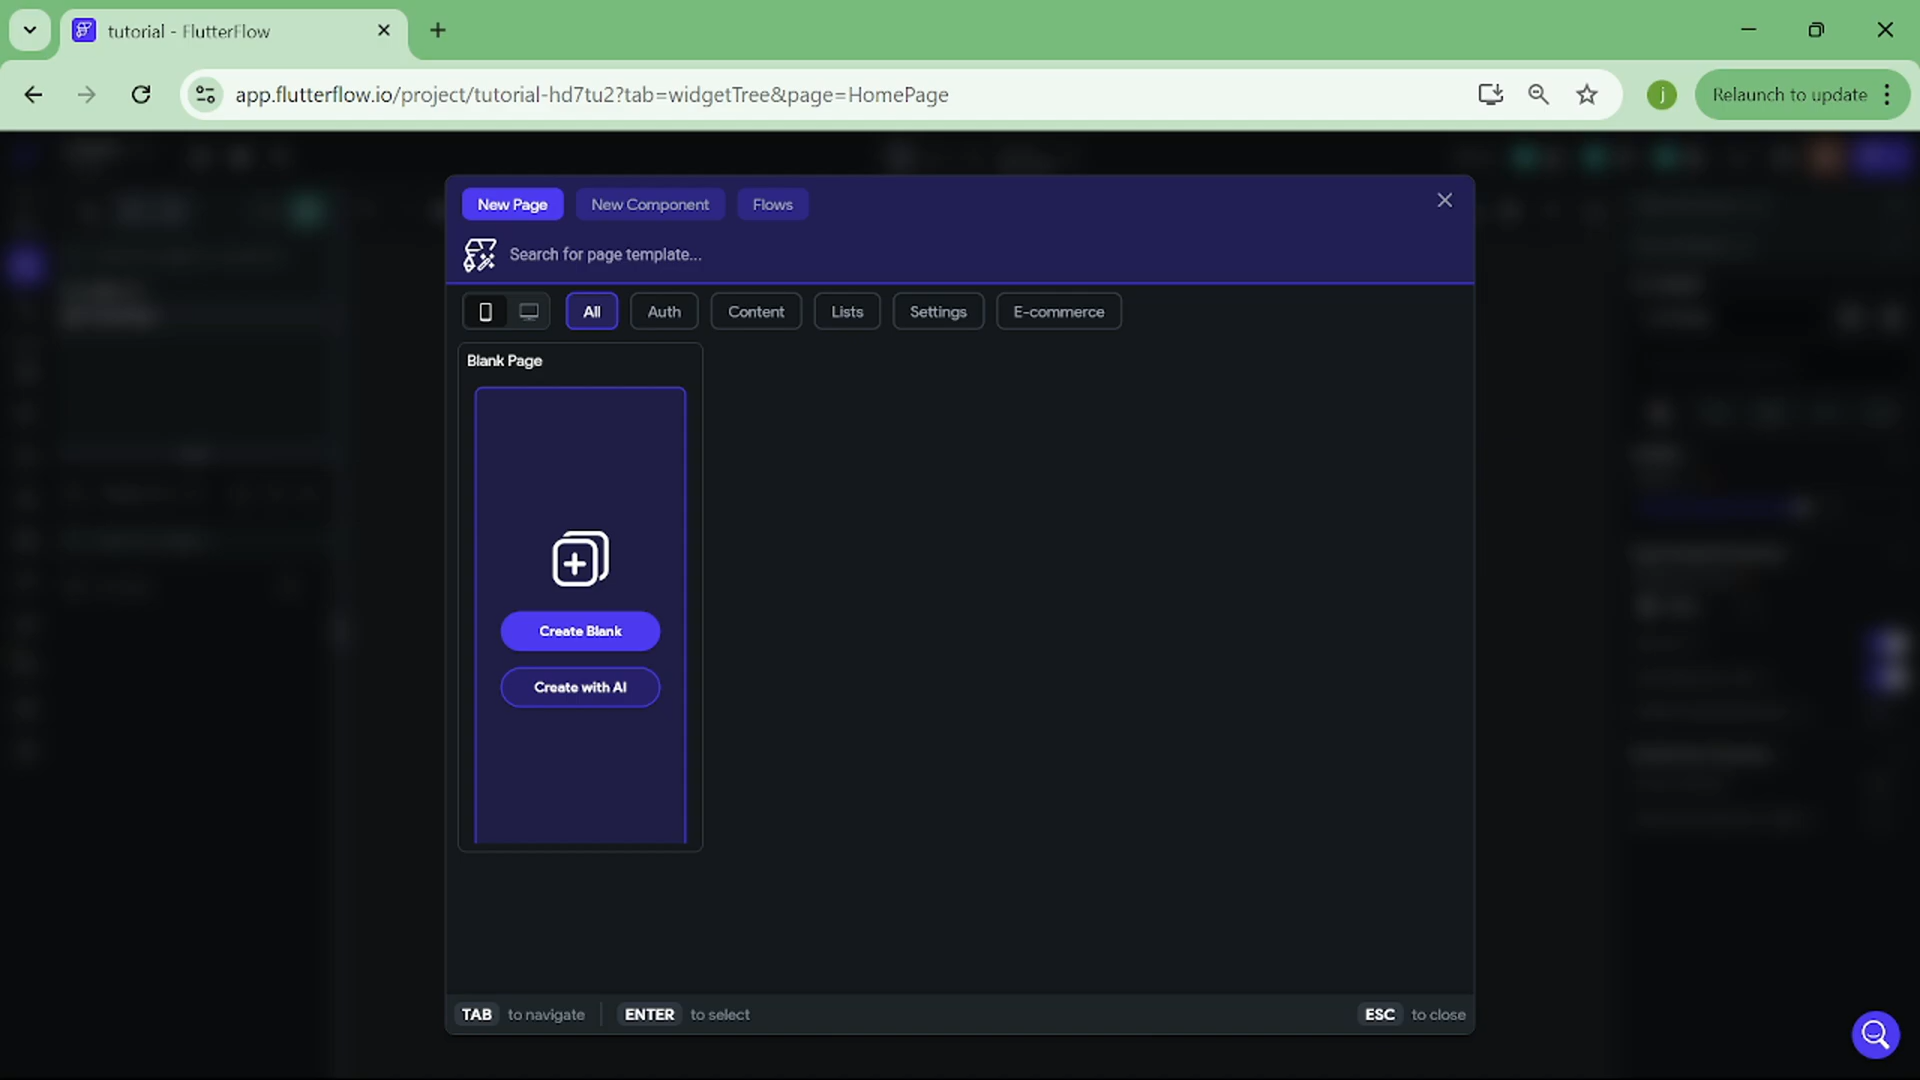 tutorial - FlutterFlow
app.flutterflow.io/project/tutorial-hd7tu2?tab=widgetTree&page=HomePage
j
Relaunch to update
New Page
New Component
Flows
Search for page template...
All
Auth
Content
Lists
Settings
E-commerce
Blank Page
Create Blank
Create with AI
TAB to navigate
ENTER to select
ESC to close